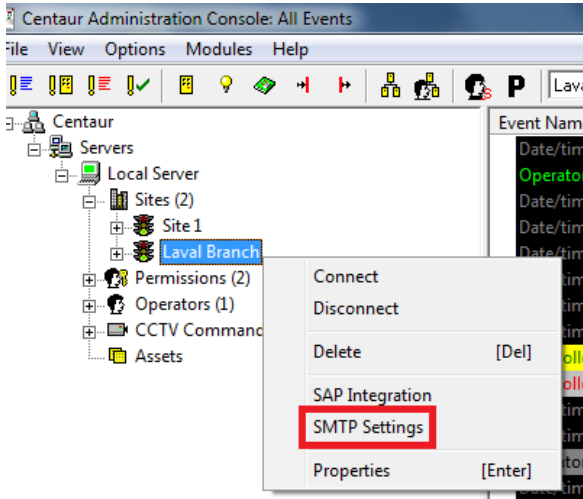 Centaur Administration Console: All Events
File View Options Modules Help
P Lava
Centaur
Servers
Local Server
Sites (2)
Site 1
Laval Branch
Permissions (2)
Operators (1)
CCTV Command
Assets
Event Nam
Date/tim
Operator
Date/tim
Date/tim
Date/tim
Connect
Disconnect
Delete [Del]
SAP Integration
SMTP Settings
Properties [Enter]